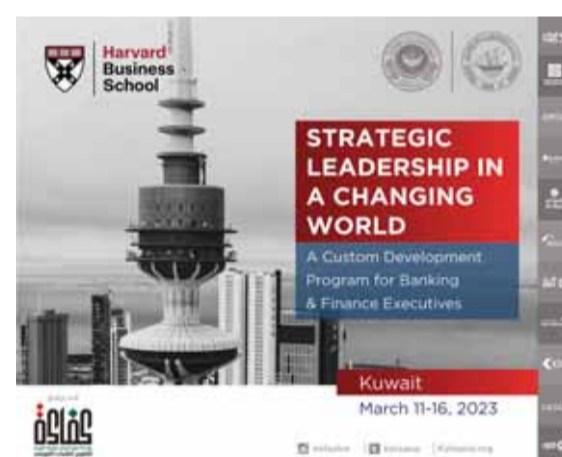 Harvard
Business
School
STRATEGIC
LEADERSHIP IN
A CHANGING
WORLD
A Custom Development
Program for Banking
& Finance Executives
Kuwait
March 11-16, 2023
كفاءة